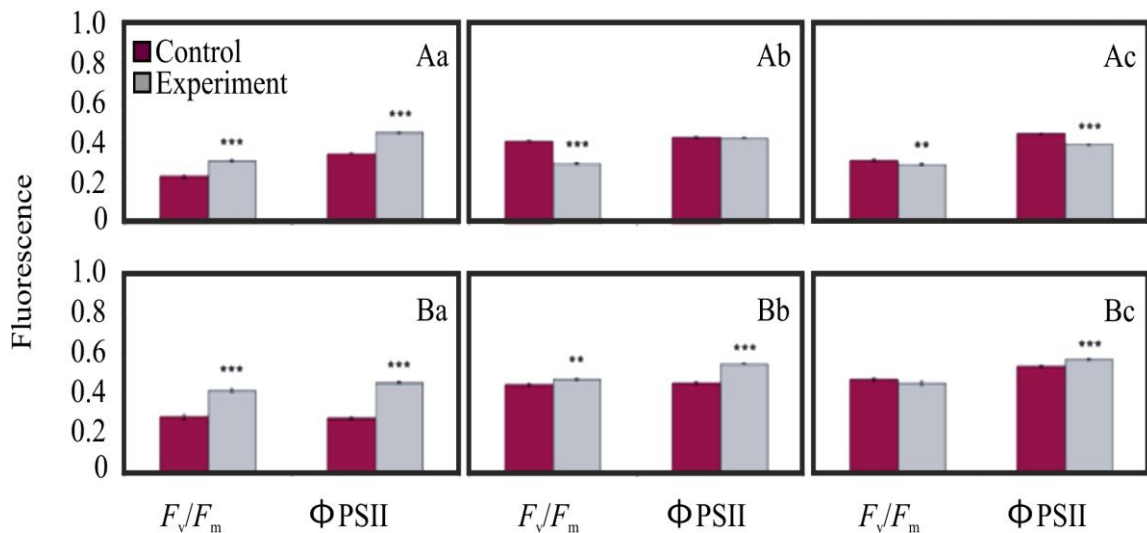 Fluorescence
1.0
0.8
0.6
0.4
0.2
0
Control
Experiment
Aa
***
***
Ab
***
Ac
**
***
1.0
0.8
0.6
0.4
0.2
0
Ba
***
***
Bb
**
***
Bc
***
Fv/Fm
ΦPSII
Fv/Fm
ΦPSII
Fv/Fm
ΦPSII